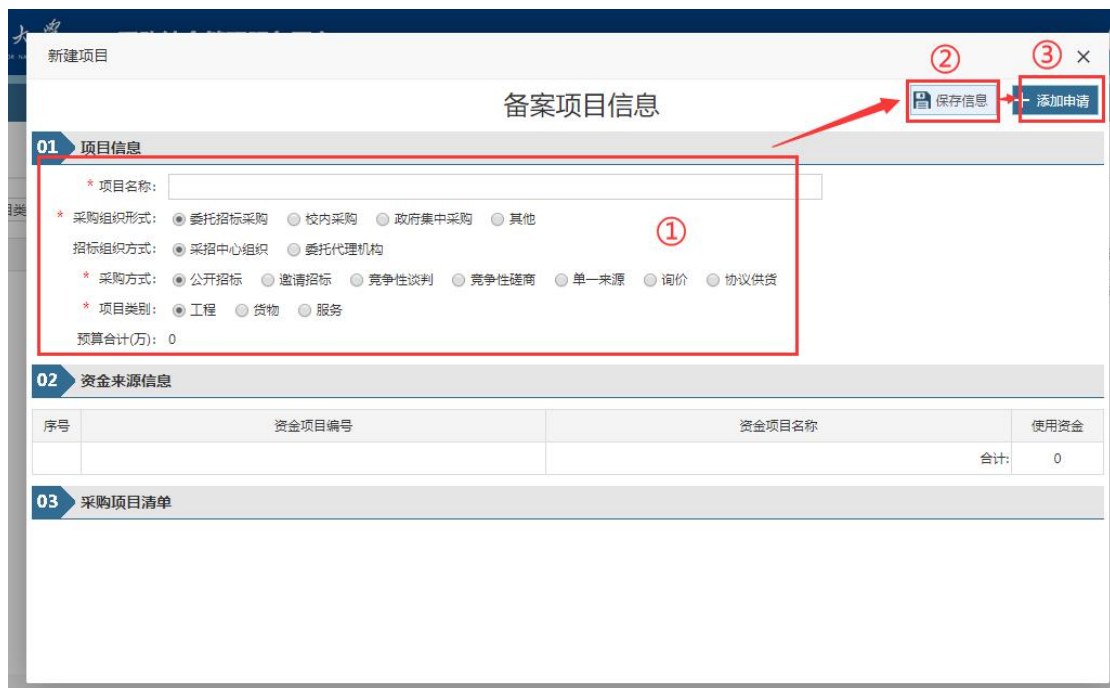 大学
新建项目
② ③ ×
备案项目信息
保存信息 + 添加申请
01 项目信息
* 项目名称:
* 采购组织形式: 委托招标采购 校内采购 政府集中采购 其他
①
招标组织方式: 采招中心组织 委托代理机构
* 采购方式: 公开招标 邀请招标 竞争性谈判 竞争性磋商 单一来源 询价 协议供货
* 项目类别: 工程 货物 服务
预算合计(万): 0
02 资金来源信息
序号 资金项目编号 资金项目名称 使用资金
合计: 0
03 采购项目清单